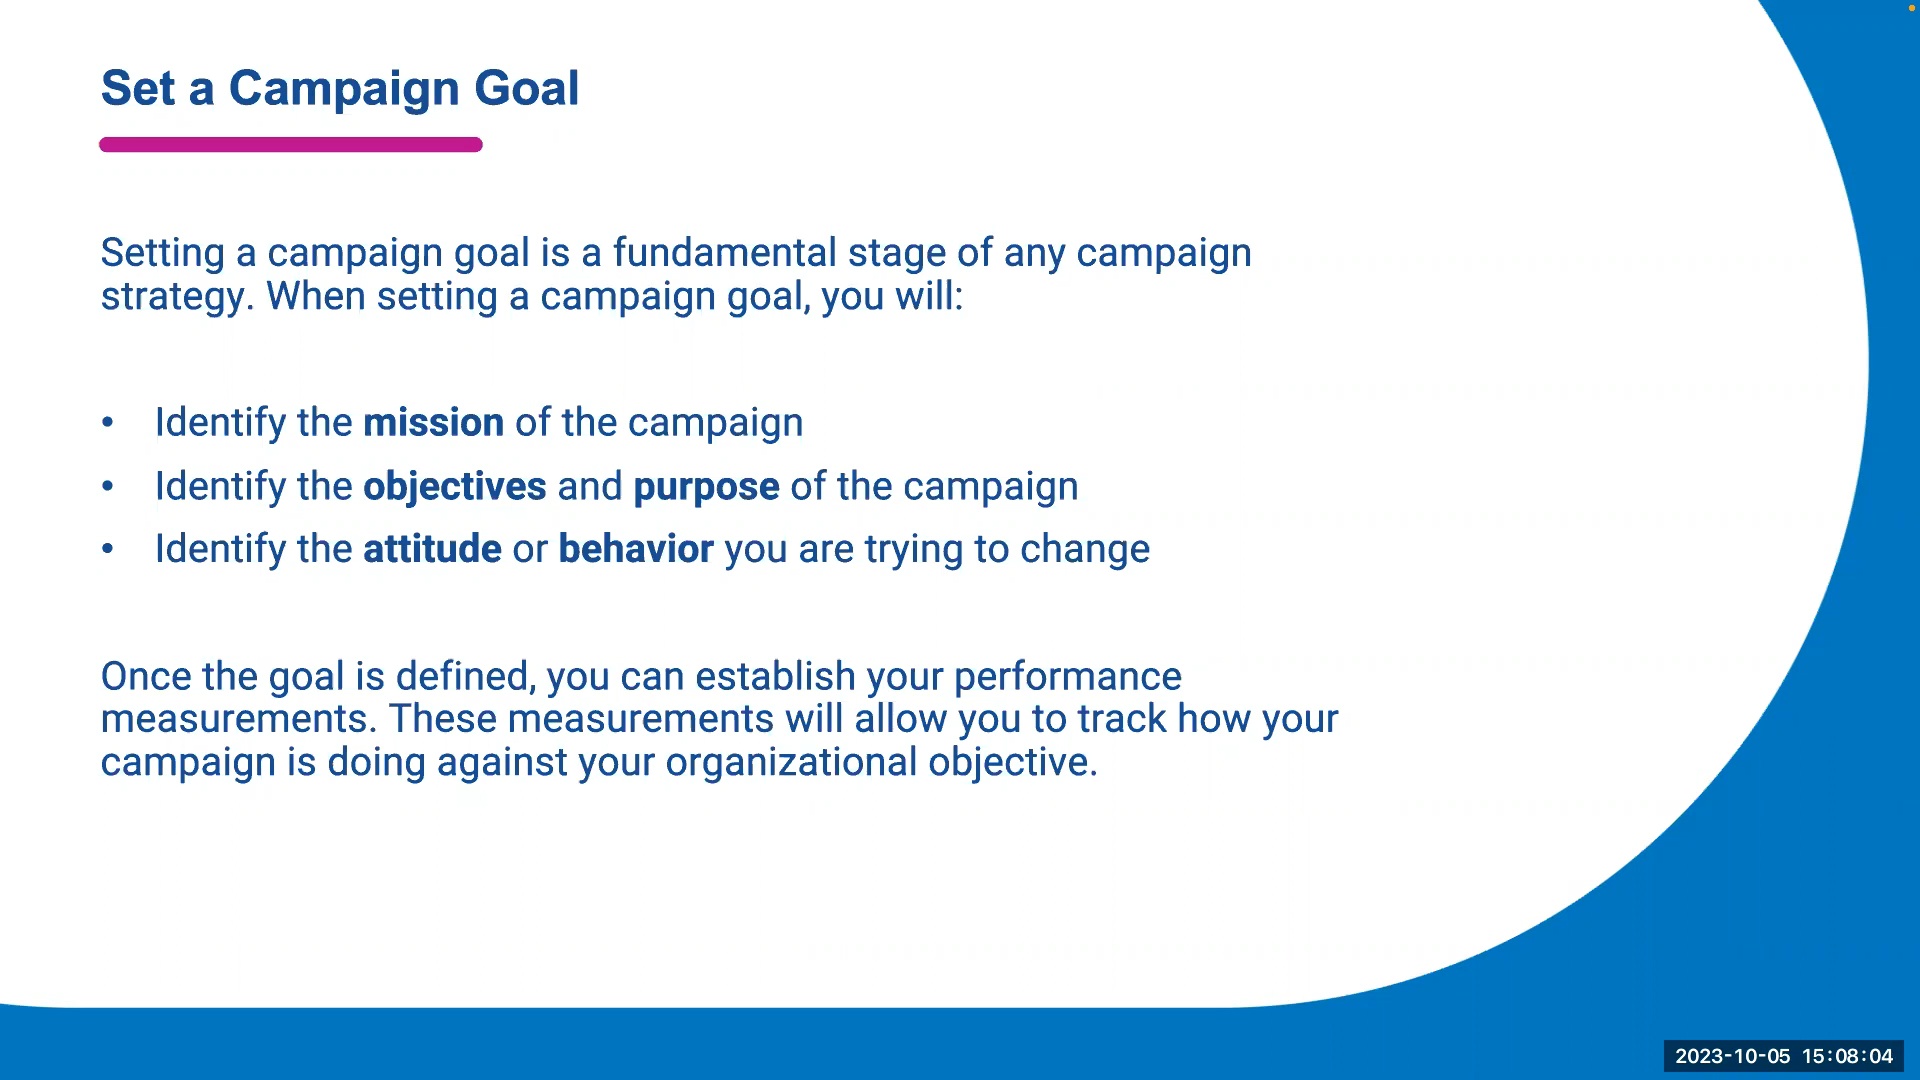 Set a Campaign Goal
Setting a campaign goal is a fundamental stage of any campaign
strategy. When setting a campaign goal, you will:
• Identify the mission of the campaign
• Identify the objectives and purpose of the campaign
• Identify the attitude or behavior you are trying to change
Once the goal is defined, you can establish your performance
measurements. These measurements will allow you to track how your
campaign is doing against your organizational objective.
2023-10-05 15:08:04